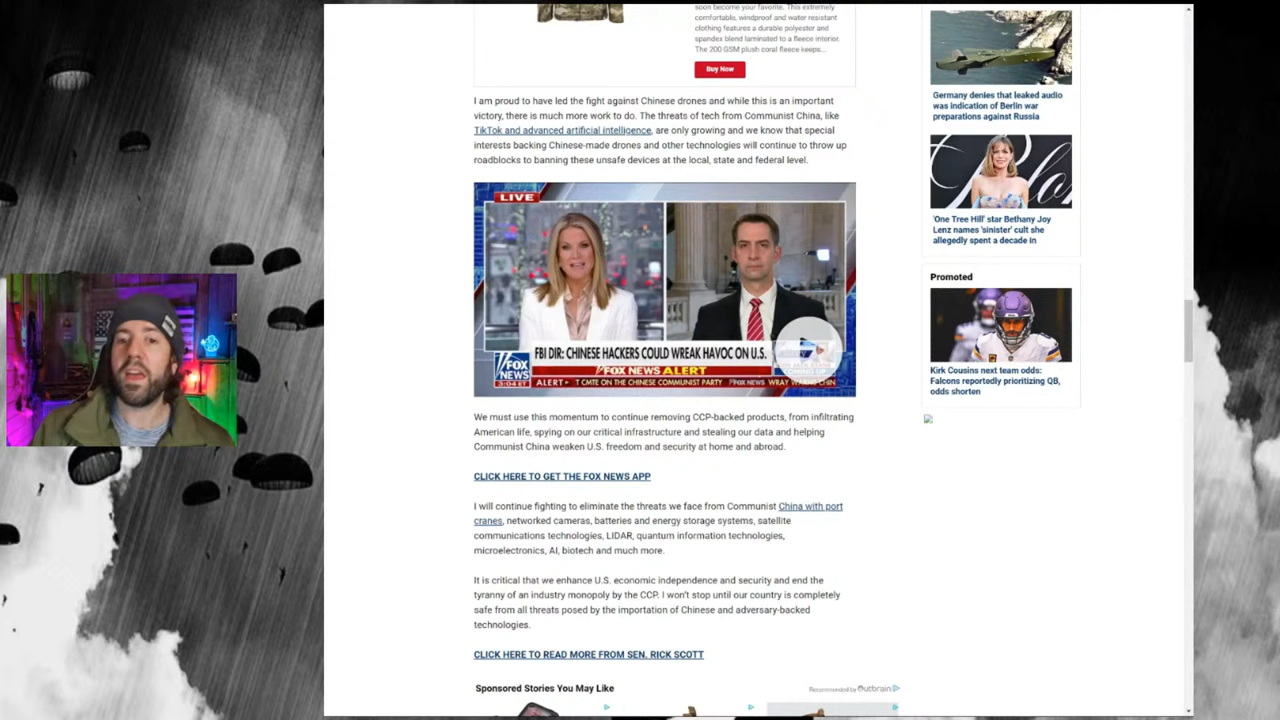 soon become your favorite. This extremely
comfortable, windproof and water resistant
clothing features a durable polyester and
spandex blend laminated to a fleece interior.
The 200 GSM plush coral fleece keeps...
Buy Now
I am proud to have led the fight against Chinese drones and while this is an important
victory, there is much more work to do. The threats of tech from Communist China, like
TikTok and advanced artificial intelligence, are only growing and we know that special
interests backing Chinese-made drones and other technologies will continue to throw up
roadblocks to banning these unsafe devices at the local, state and federal level.
LIVE
FBI DIR: CHINESE HACKERS COULD WREAK HAVOC ON U.S.
FOX NEWS ALERT
FOX
NEWS
3:04 ET
ALERT
T CMTE ON THE CHINESE COMMUNIST PARTY
FOX NEWS
WRAY WARNS CHIN
COMING UP
We must use this momentum to continue removing CCP-backed products, from infiltrating
American life, spying on our critical infrastructure and stealing our data and helping
Communist China weaken U.S. freedom and security at home and abroad.
CLICK HERE TO GET THE FOX NEWS APP
I will continue fighting to eliminate the threats we face from Communist China with port
cranes, networked cameras, batteries and energy storage systems, satellite
communications technologies, LIDAR, quantum information technologies,
microelectronics, AI, biotech and much more.
It is critical that we enhance U.S. economic independence and security and end the
tyranny of an industry monopoly by the CCP. I won't stop until our country is completely
safe from all threats posed by the importation of Chinese and adversary-backed
technologies.
CLICK HERE TO READ MORE FROM SEN. RICK SCOTT
Sponsored Stories You May Like
Recommended by Outbrain
Germany denies that leaked audio
was indication of Berlin war
preparations against Russia
'One Tree Hill' star Bethany Joy
Lenz names 'sinister' cult she
allegedly spent a decade in
Promoted
Kirk Cousins next team odds:
Falcons reportedly prioritizing QB,
odds shorten